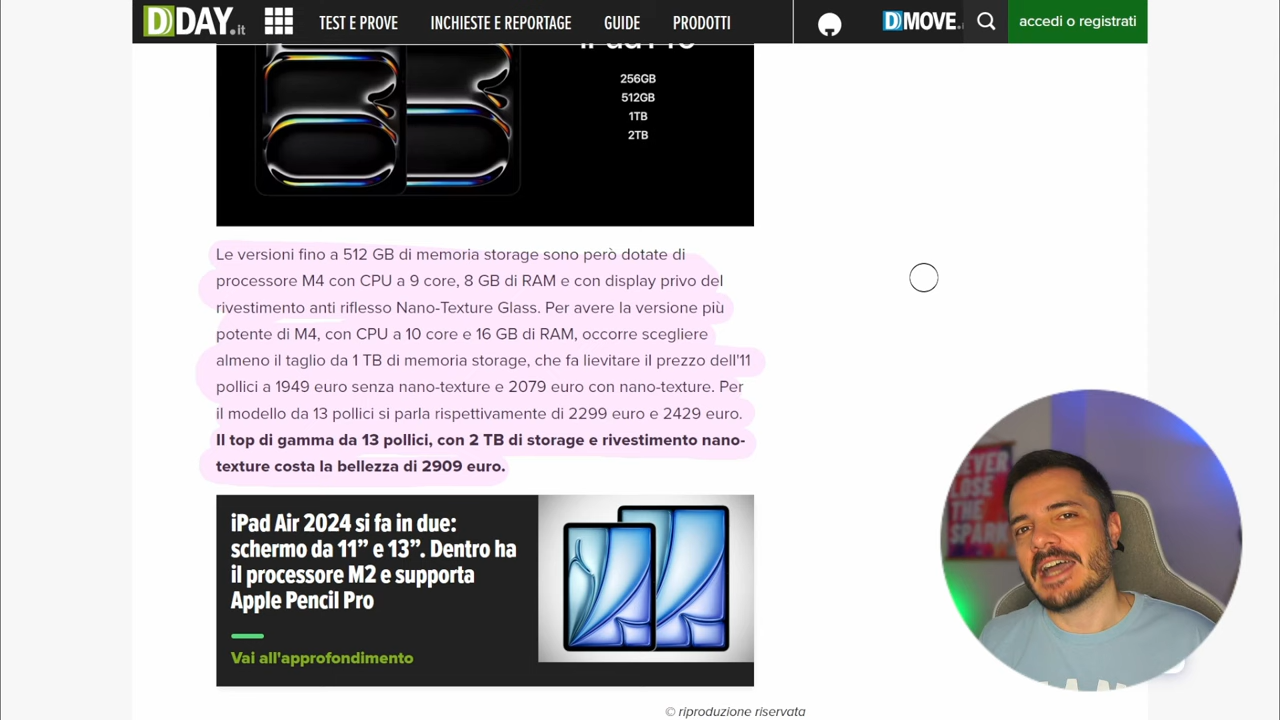 DDAY.it
TEST E PROVE
INCHIESTE E REPORTAGE
GUIDE
PRODOTTI
DMOVE.
accedi o registrati
iPad Pro
256GB
512GB
1TB
2TB
Le versioni fino a 512 GB di memoria storage sono però dotate di
processore M4 con CPU a 9 core, 8 GB di RAM e con display privo del
rivestimento anti riflesso Nano-Texture Glass. Per avere la versione più
potente di M4, con CPU a 10 core e 16 GB di RAM, occorre scegliere
almeno il taglio da 1 TB di memoria storage, che fa lievitare il prezzo dell'11
pollici a 1949 euro senza nano-texture e 2079 euro con nano-texture. Per
il modello da 13 pollici si parla rispettivamente di 2299 euro e 2429 euro.
Il top di gamma da 13 pollici, con 2 TB di storage e rivestimento nano-
texture costa la bellezza di 2909 euro.
iPad Air 2024 si fa in due:
schermo da 11” e 13”. Dentro ha
il processore M2 e supporta
Apple Pencil Pro
Vai all'approfondimento
© riproduzione riservata
NEVER
LOSE
THE
SPARK